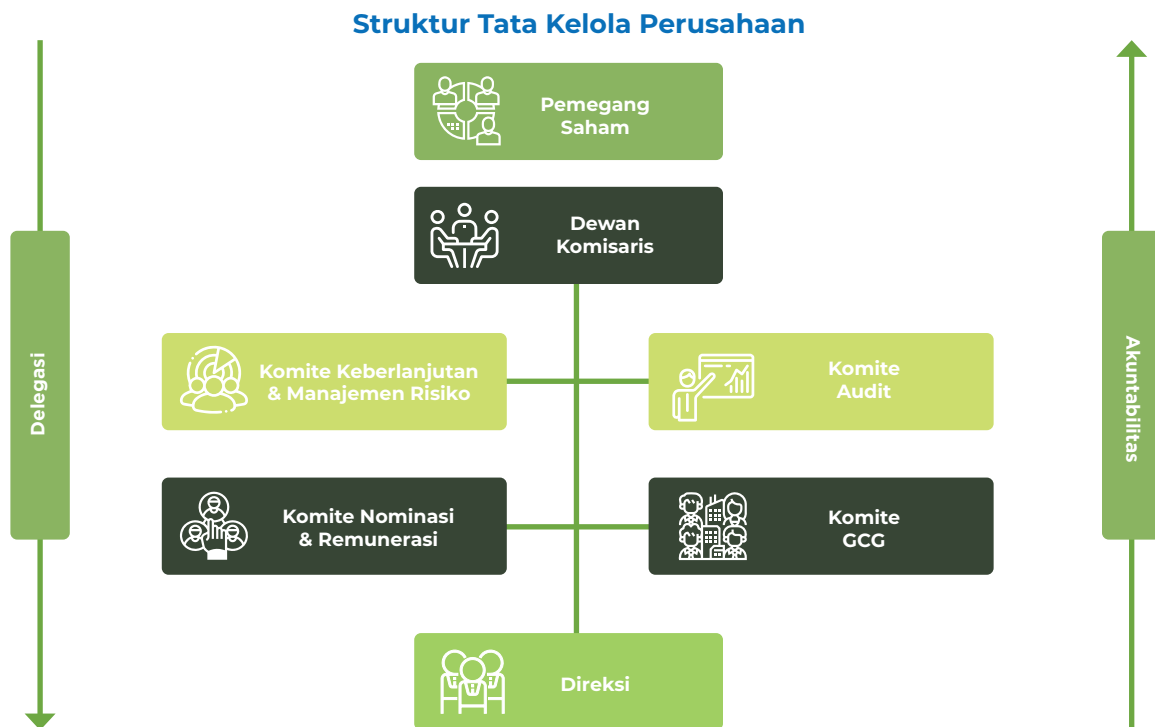 Struktur Tata Kelola Perusahaan
Pemegang
Saham
Dewan
Komisaris
Delegasi
Akuntabilitas
Komite Keberlanjutan
& Manajemen Risiko
Komite
Audit
Komite Nominasi
& Remunerasi
Komite
GCG
Direksi